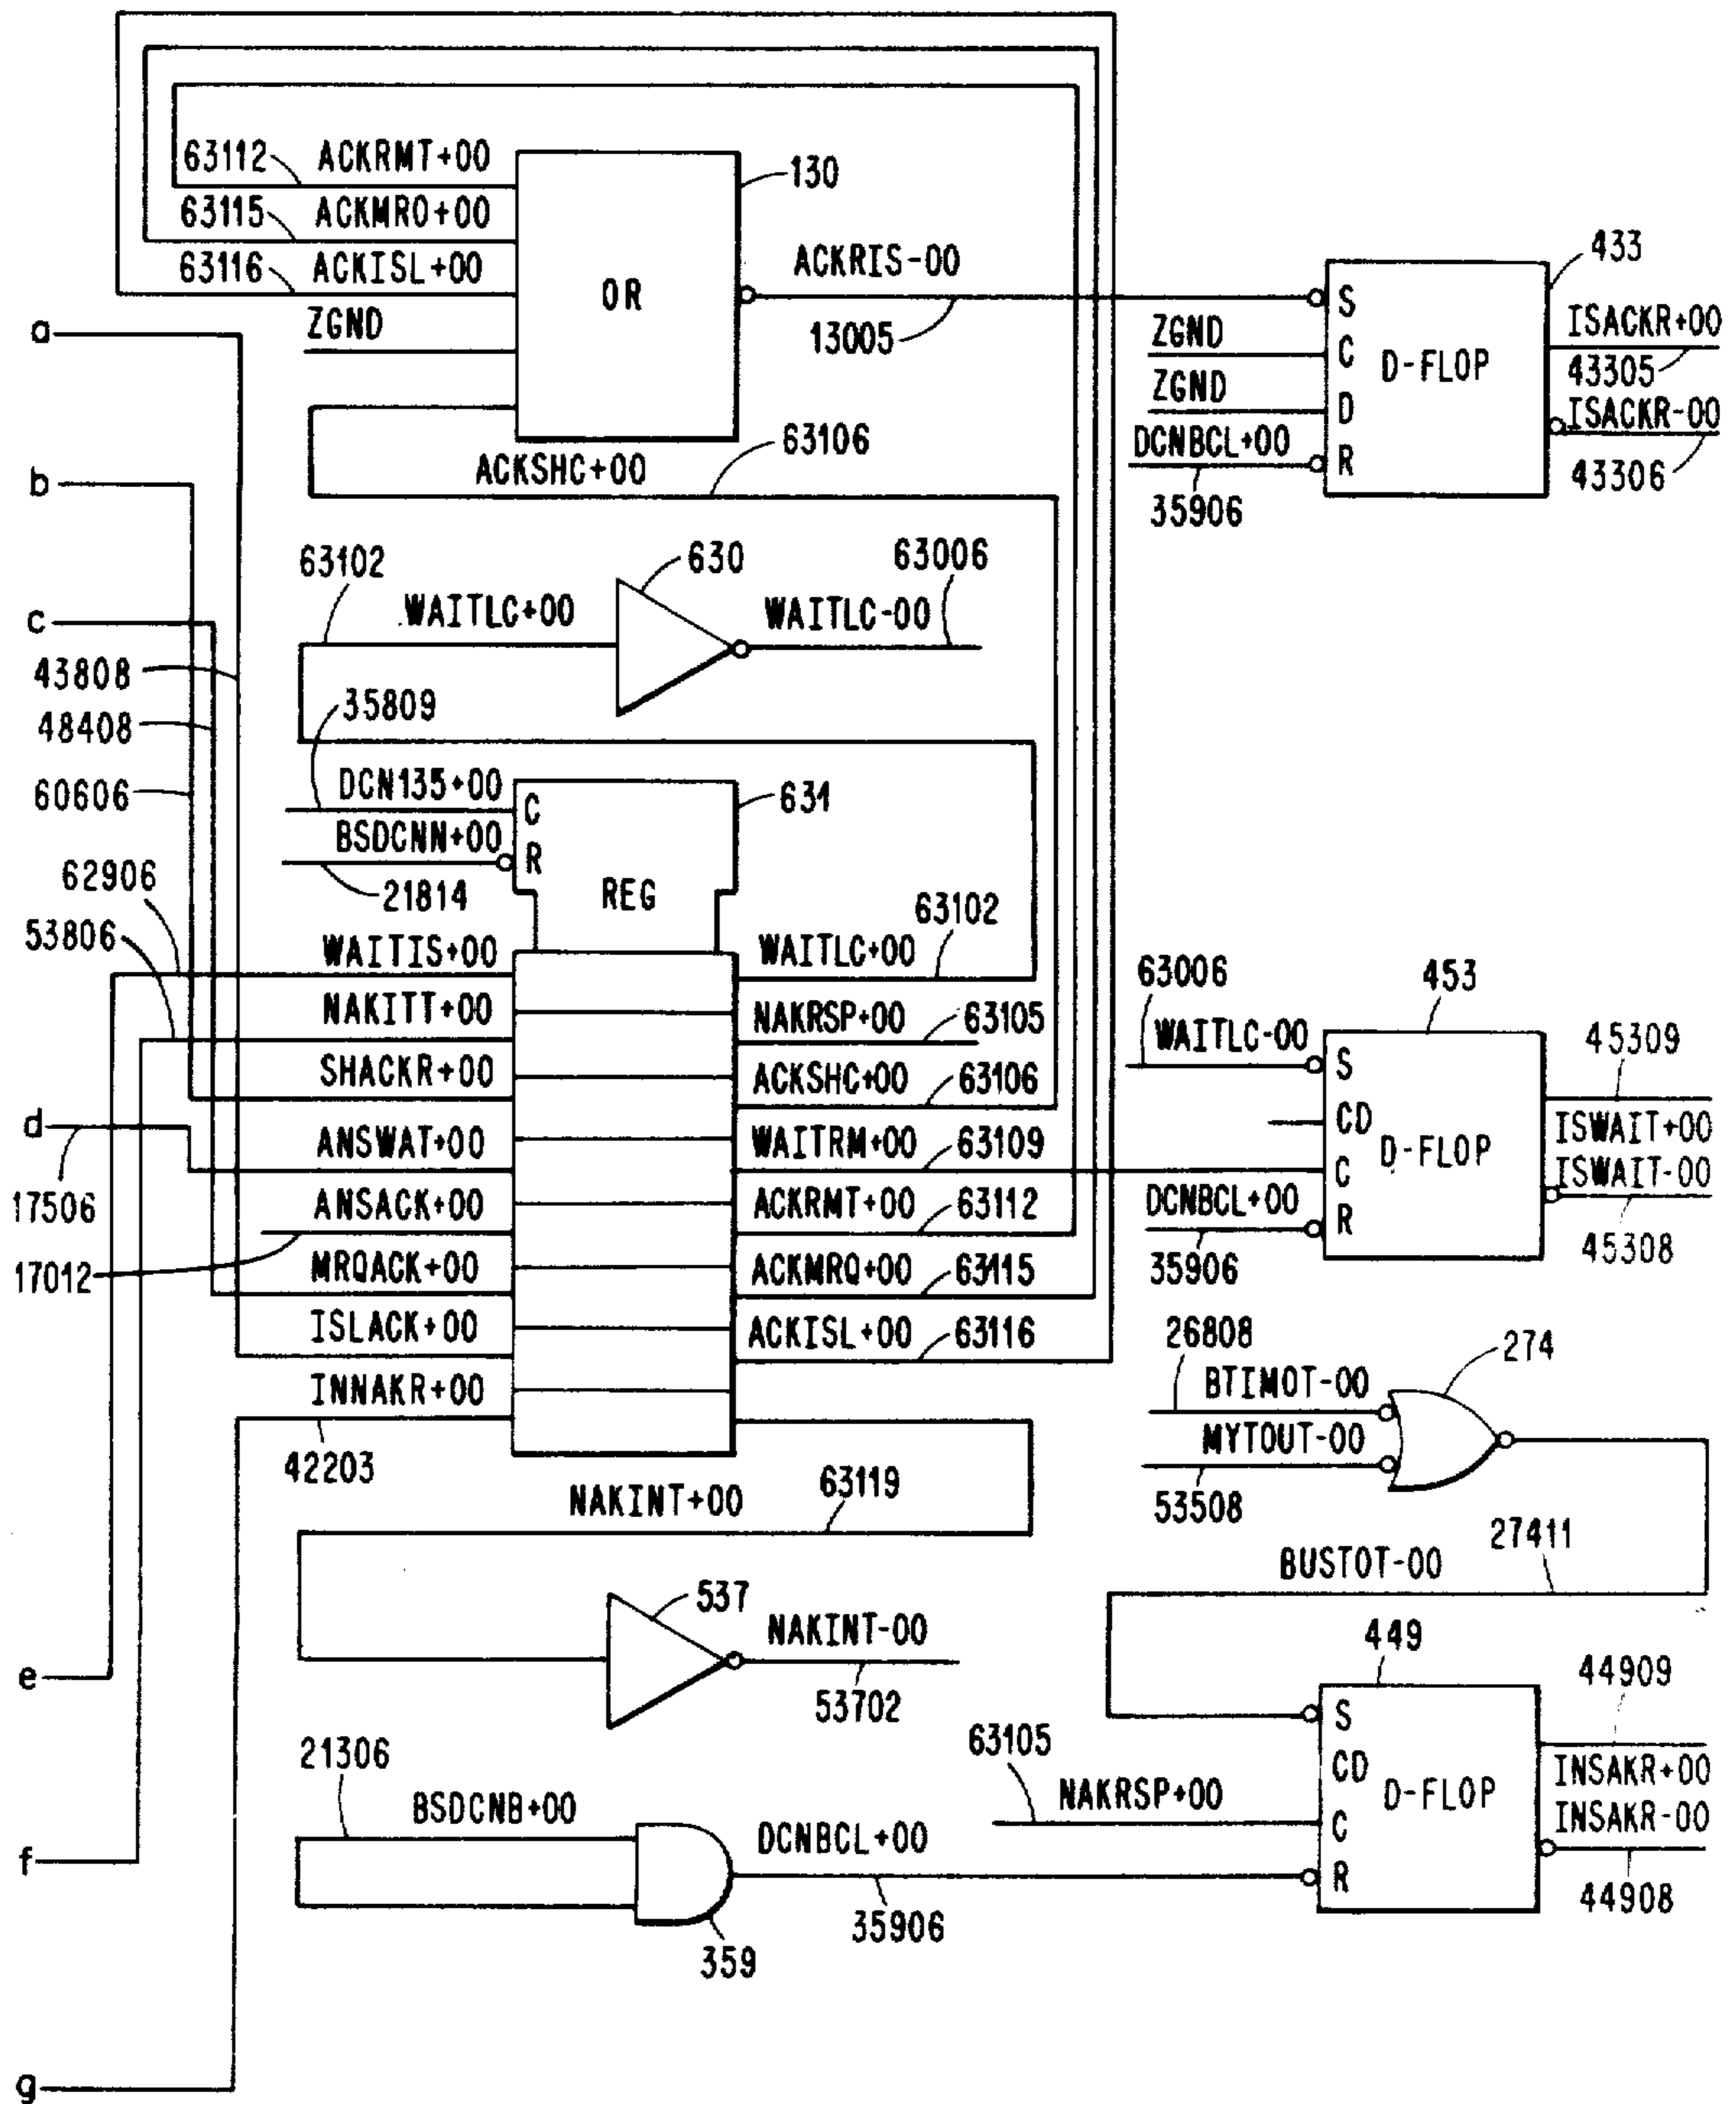 63112 ACKRMT+00
130
63115 ACKMRO+00
63116 ACKISL+00
ACKRIS-00
OR
433
S
ISACKR+00
a
ZGND
13005
ZGND
C
D-FLOP
43305
ZGND
D
ISACKR-00
DCNBCL+00
R
43306
ACKSHC+00
63106
35906
b
63102
630
63006
WAITLC+00
WAITLC-00
c
43808
35809
48408
DCN135+00
C
631
60606
BSDCNN+00
R
62906
21814
REG
63102
53806
WAITIS+00
WAITLC+00
63006
453
NAKITT+00
NAKRSP+00
63105
WAITLC-00
S
45309
SHACKR+00
ACKSHC+00
63106
CD
ISWAIT+00
d
ANSWAT+00
WAITRM+00
63109
D-FLOP
C
ISWAIT-00
17506
ANSACK+00
ACKRMT+00
63112
DCNBCL+00
R
45308
17012
MRQACK+00
ACKMRQ+00
63115
35906
ISLACK+00
ACKISL+00
63116
26808
274
INNAKR+00
BTIMOT-00
MYTOUT-00
42203
53508
NAKINT+00
63119
27411
BUSTOT-00
537
449
e
NAKINT-00
44909
53702
S
21306
63105
CD
INSAKR+00
BSDCNB+00
NAKRSP+00
D-FLOP
C
INSAKR-00
DCNBCL+00
f
R
44908
35906
359
g